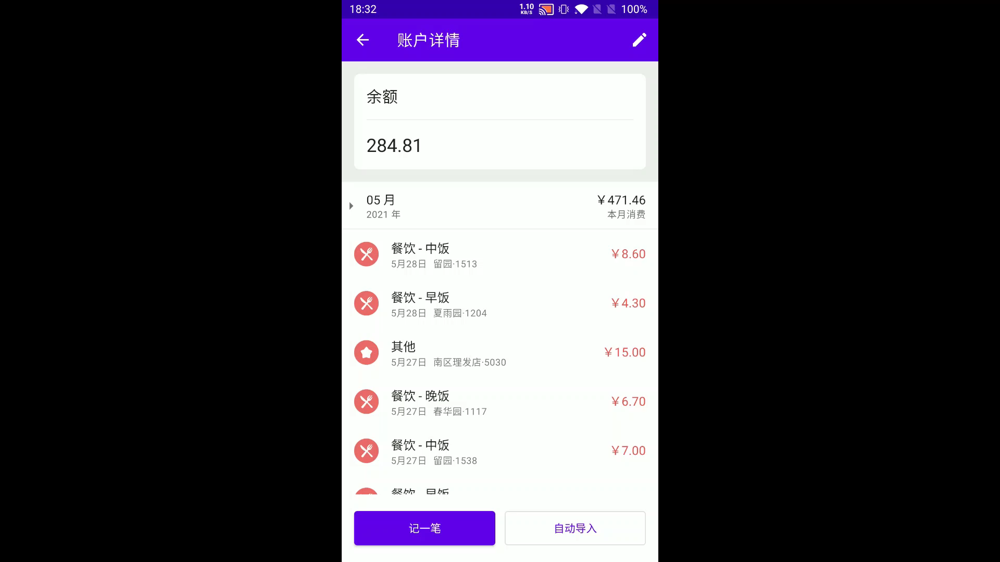 18:32
1.10 KB/S
100%
账户详情
余额
284.81
05 月
¥471.46
2021 年
本月消费
餐饮 - 中饭
¥8.60
5月28日 留园·1513
餐饮 - 早饭
¥4.30
5月28日 夏雨园·1204
其他
¥15.00
5月27日 南区理发店·5030
餐饮 - 晚饭
¥6.70
5月27日 春华园·1117
餐饮 - 中饭
¥7.00
5月27日 留园·1538
餐饮 - 早饭
记一笔
自动导入